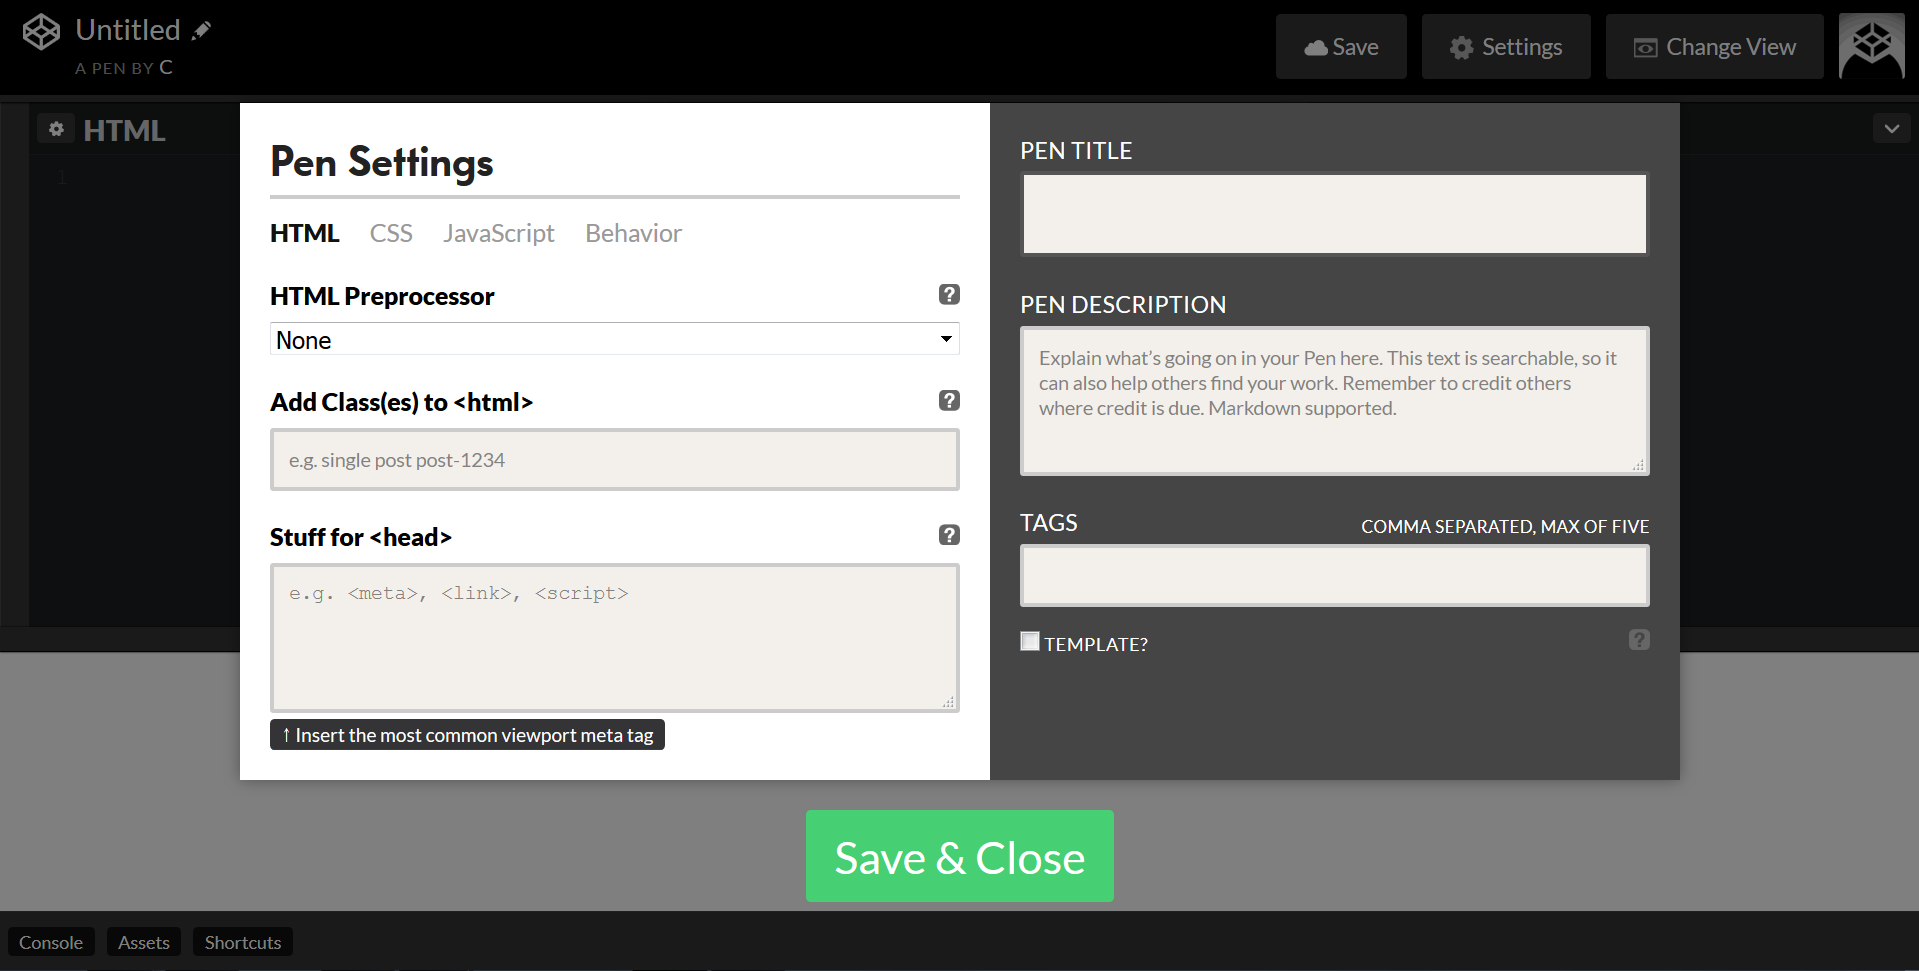 Untitled
A PEN BY C
Save
Settings
Change View
HTML
1
Pen Settings
HTML CSS JavaScript Behavior
HTML Preprocessor
?
None
Add Class(es) to <html>
?
e.g. single post post-1234
Stuff for <head>
?
e.g. <meta>, <link>, <script>
↑ Insert the most common viewport meta tag
PEN TITLE
PEN DESCRIPTION
Explain what’s going on in your Pen here. This text is searchable, so it
can also help others find your work. Remember to credit others
where credit is due. Markdown supported.
TAGS
COMMA SEPARATED, MAX OF FIVE
TEMPLATE?
?
Save & Close
Console Assets Shortcuts